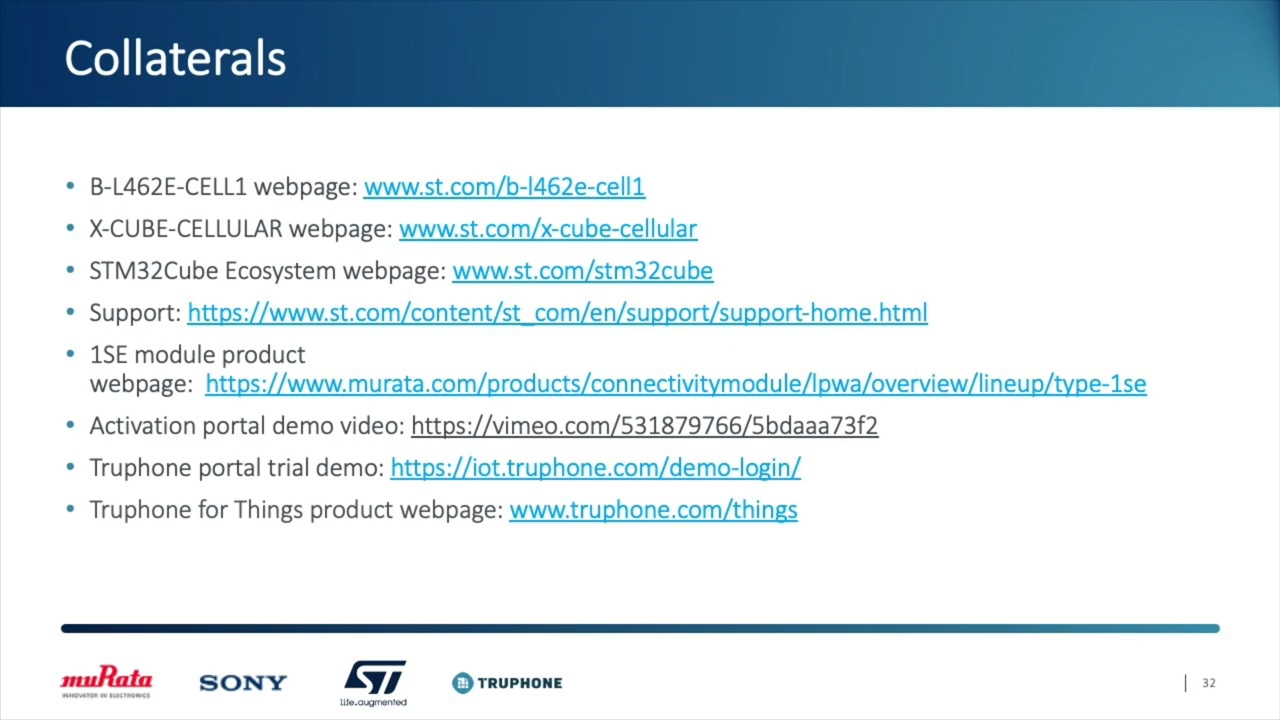 Collaterals
• B-L462E-CELL1 webpage: www.st.com/b-l462e-cell1
• X-CUBE-CELLULAR webpage: www.st.com/x-cube-cellular
• STM32Cube Ecosystem webpage: www.st.com/stm32cube
• Support: https://www.st.com/content/st_com/en/support/support-home.html
• 1SE module product
webpage: https://www.murata.com/products/connectivitymodule/lpwa/overview/lineup/type-1se
• Activation portal demo video: https://vimeo.com/531879766/5bdaaa73f2
• Truphone portal trial demo: https://iot.truphone.com/demo-login/
• Truphone for Things product webpage: www.truphone.com/things
muRata
INNOVATOR IN ELECTRONICS
SONY
ST
life.augmented
TRUPHONE
32